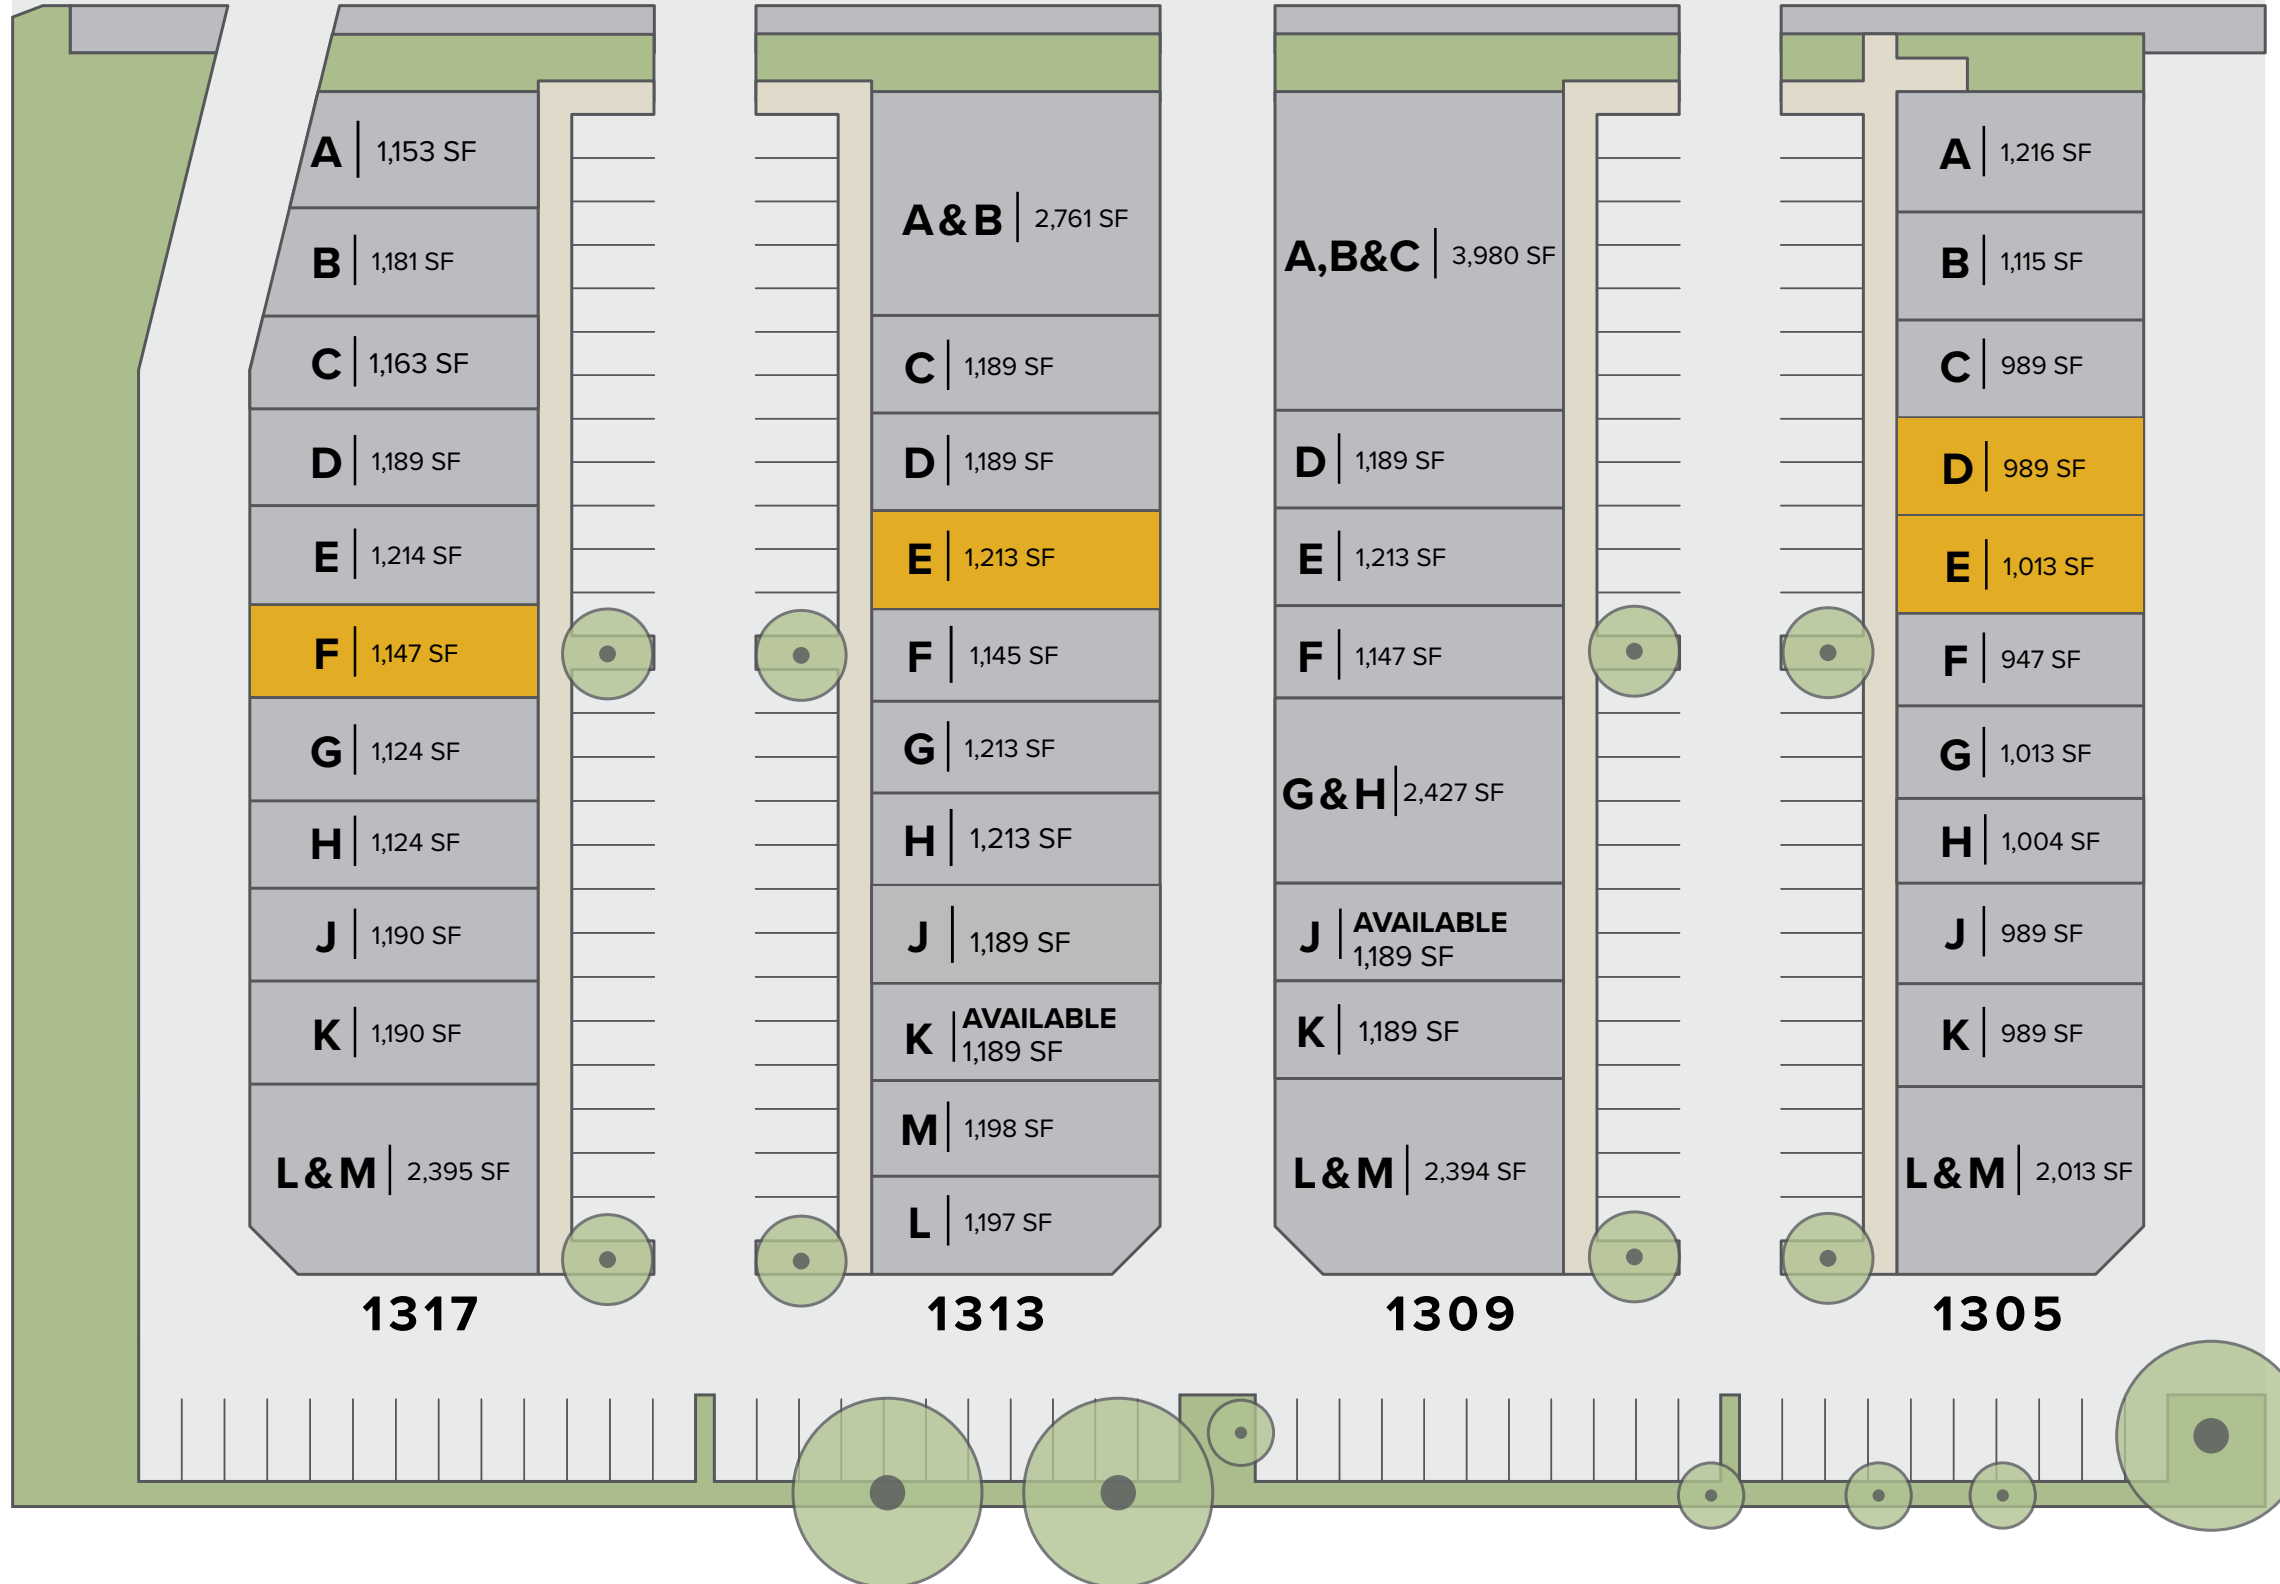 A 1,153 SF
B 1,181 SF
C 1,163 SF
D 1,189 SF
E 1,214 SF
F 1,147 SF
G 1,124 SF
H 1,124 SF
J 1,190 SF
K 1,190 SF
L&M 2,395 SF
1317
A&B 2,761 SF
C 1,189 SF
D 1,189 SF
E 1,213 SF
F 1,145 SF
G 1,213 SF
H 1,213 SF
J 1,189 SF
K AVAILABLE
1,189 SF
M 1,198 SF
L 1,197 SF
1313
A,B&C 3,980 SF
D 1,189 SF
E 1,213 SF
F 1,147 SF
G&H 2,427 SF
J AVAILABLE
1,189 SF
K 1,189 SF
L&M 2,394 SF
1309
A 1,216 SF
B 1,115 SF
C 989 SF
D 989 SF
E 1,013 SF
F 947 SF
G 1,013 SF
H 1,004 SF
J 989 SF
K 989 SF
L&M 2,013 SF
1305